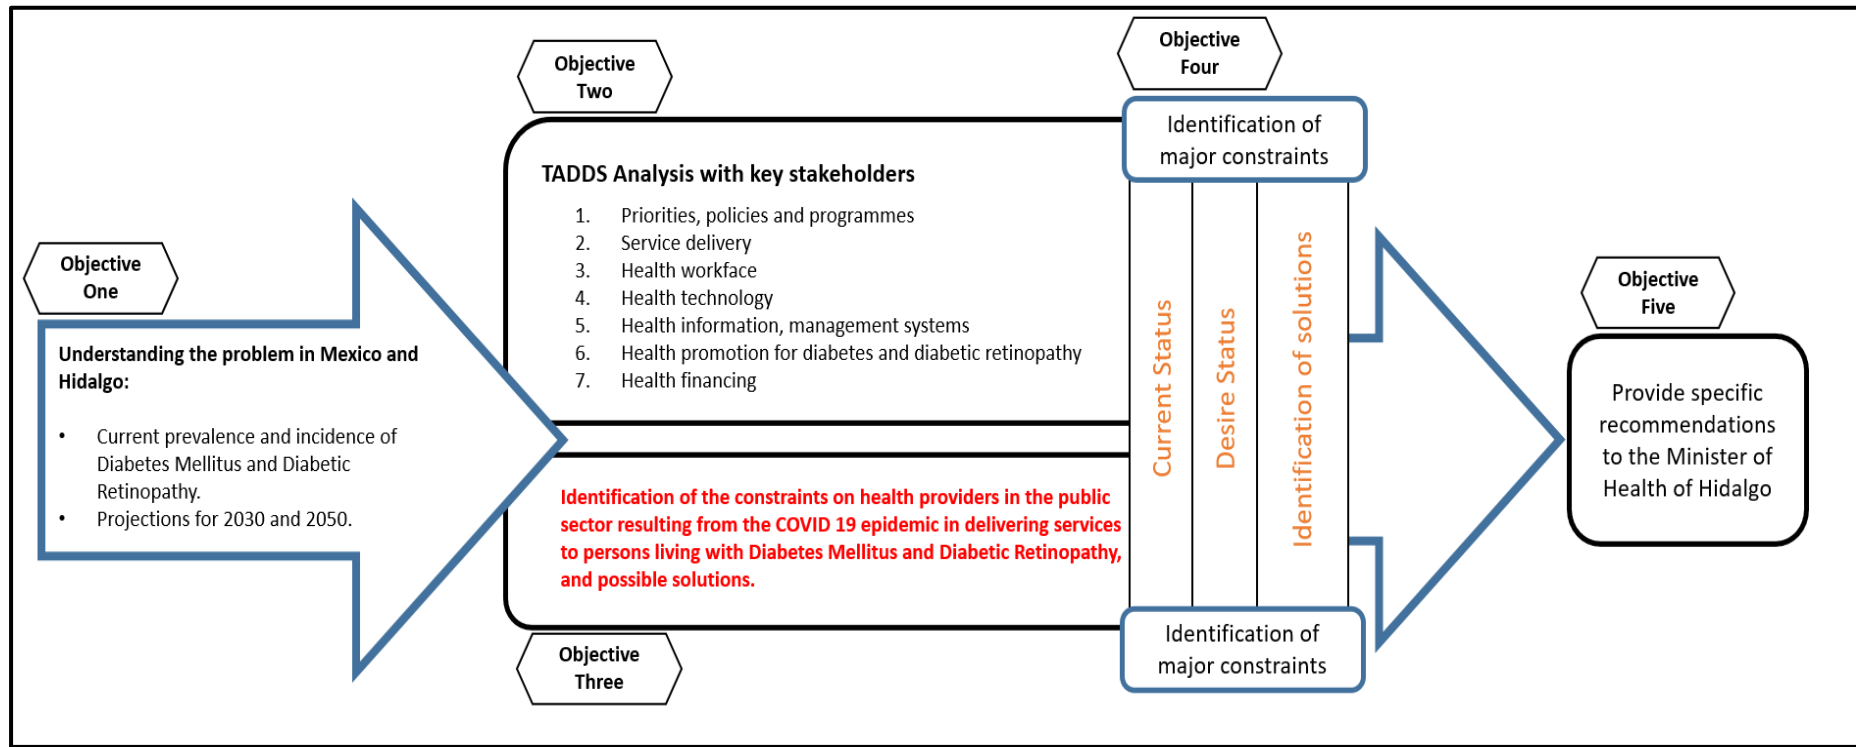 Objective
One
Understanding the problem in Mexico and
Hidalgo:
• Current prevalence and incidence of
Diabetes Mellitus and Diabetic
Retinopathy.
• Projections for 2030 and 2050.
Objective
Two
TADDS Analysis with key stakeholders
1. Priorities, policies and programmes
2. Service delivery
3. Health workface
4. Health technology
5. Health information, management systems
6. Health promotion for diabetes and diabetic retinopathy
7. Health financing
Identification of the constraints on health providers in the public
sector resulting from the COVID 19 epidemic in delivering services
to persons living with Diabetes Mellitus and Diabetic Retinopathy,
and possible solutions.
Objective
Three
Objective
Four
Identification of
major constraints
Current Status
Desire Status
Identification of solutions
Identification of
major constraints
Objective
Five
Provide specific
recommendations
to the Minister of
Health of Hidalgo